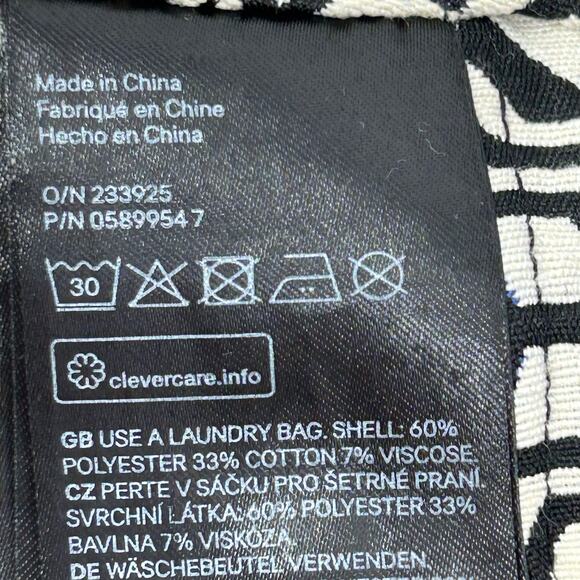 Made in China
Fabriqué en Chine
Hecho en China
O/N 233925
P/N 05899547
30
clevercare.info
GB USE A LAUNDRY BAG. SHELL: 60%
POLYESTER 33% COTTON 7% VISCOSE
CZ PERTE V SÁČKU PRO ŠETRNÉ PRANÍ.
SVRCHNÍ LÁTKA: 60% POLYESTER 33%
BAVLNA 7% VISKÓZA
DE WÄSCHEBEUTEL VERWENDEN.